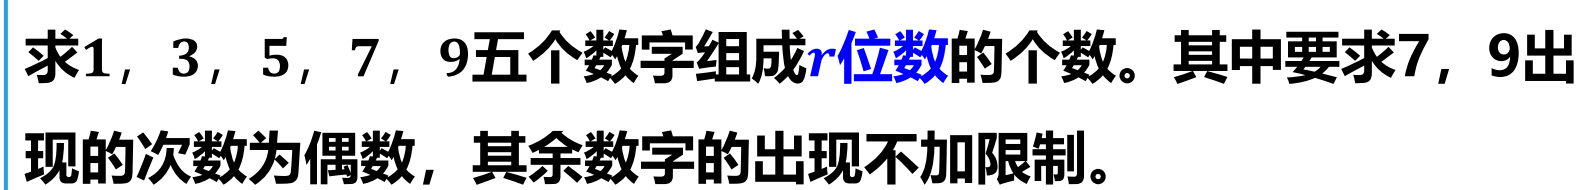 求1，3，5，7，9五个数字组成r位数的个数。其中要求7，9出
现的次数为偶数，其余数字的出现不加限制。